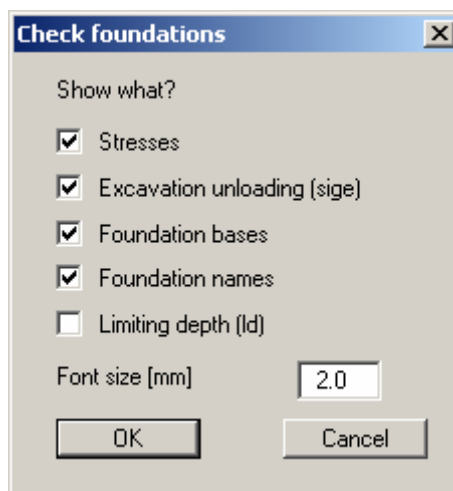 Check foundations
Show what?
Stresses
Excavation unloading (sige)
Foundation bases
Foundation names
Limiting depth (ld)
Font size [mm] 2.0
OK Cancel